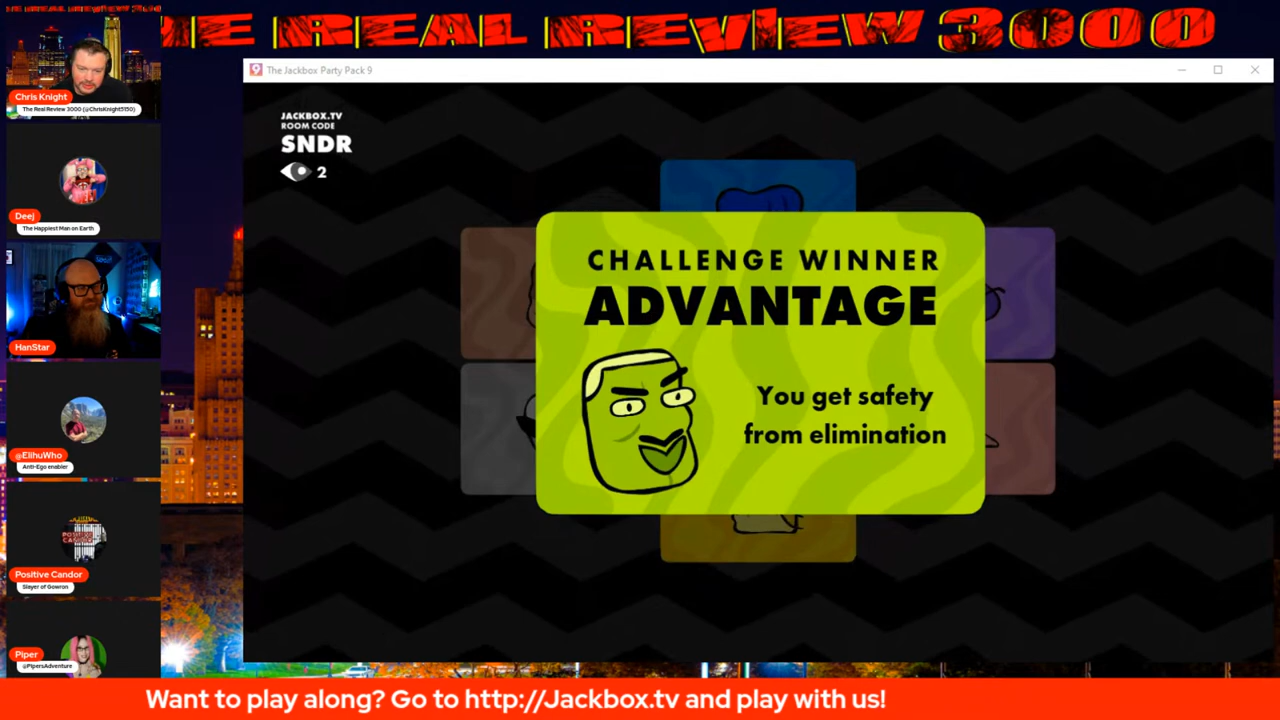 HE REAL REVIEW 3000
Chris Knight
The Real Review 3000 (@ChrisKnight5150)
Deej
The Happiest Man on Earth
HanStar
@ElihuWho
Anti-Ego enabler
POSITIVE
CANDOR
Positive Candor
Slayer of Gowron
Piper
@PipersAdventure
The Jackbox Party Pack 9
JACKBOX.TV
ROOM CODE
SNDR
2
CHALLENGE WINNER
ADVANTAGE
You get safety
from elimination
Want to play along? Go to http://Jackbox.tv and play with us!